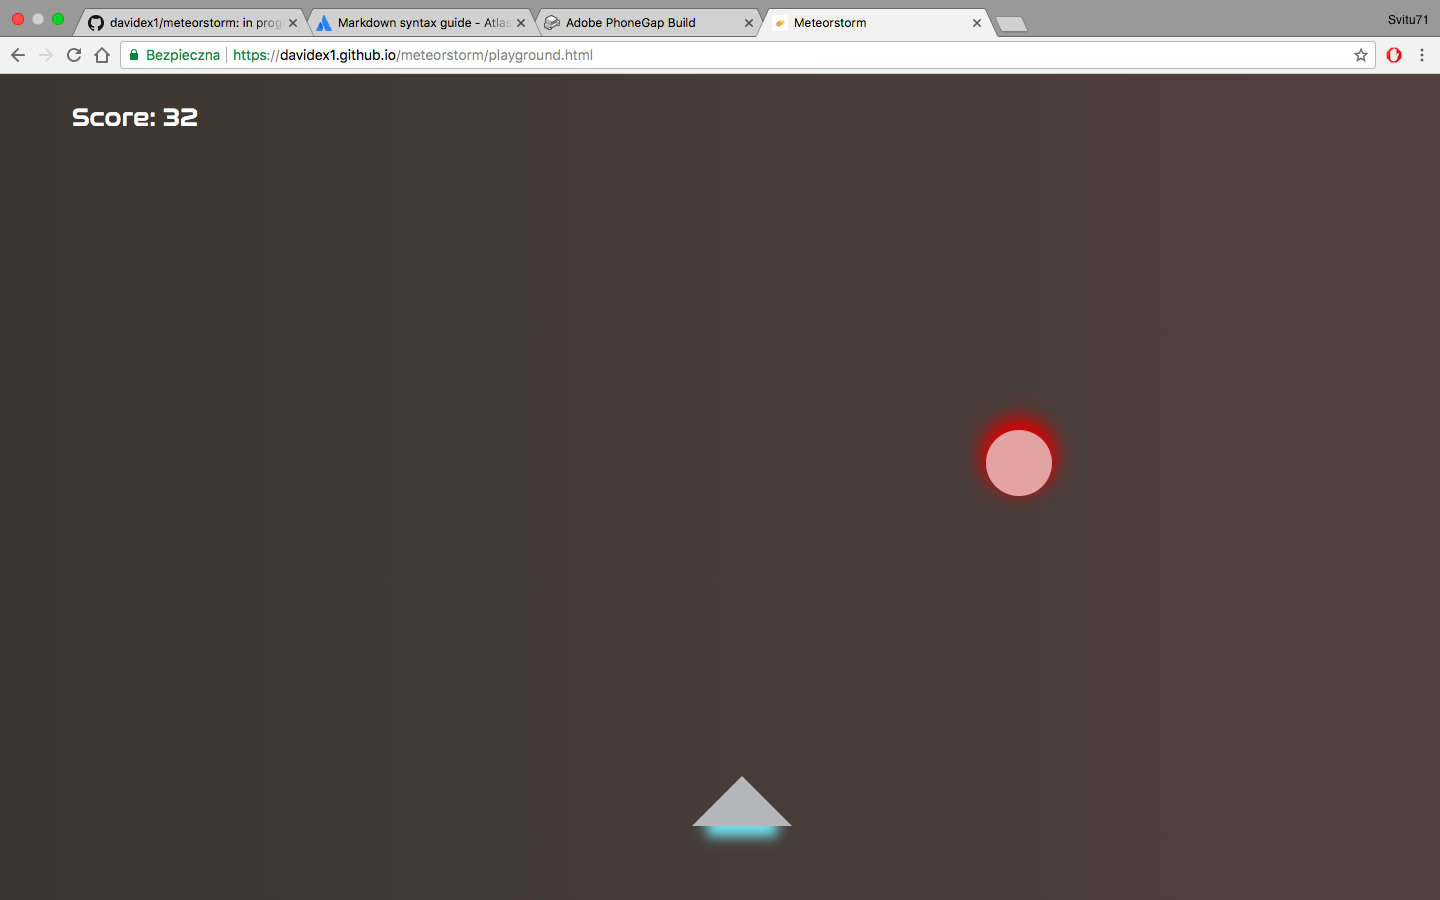 davidex1/meteorstorm: in prog
Markdown syntax guide - Atlas
Adobe PhoneGap Build
Meteorstorm
Svitu71
Bezpieczna
https://davidex1.github.io/meteorstorm/playground.html
Score: 32